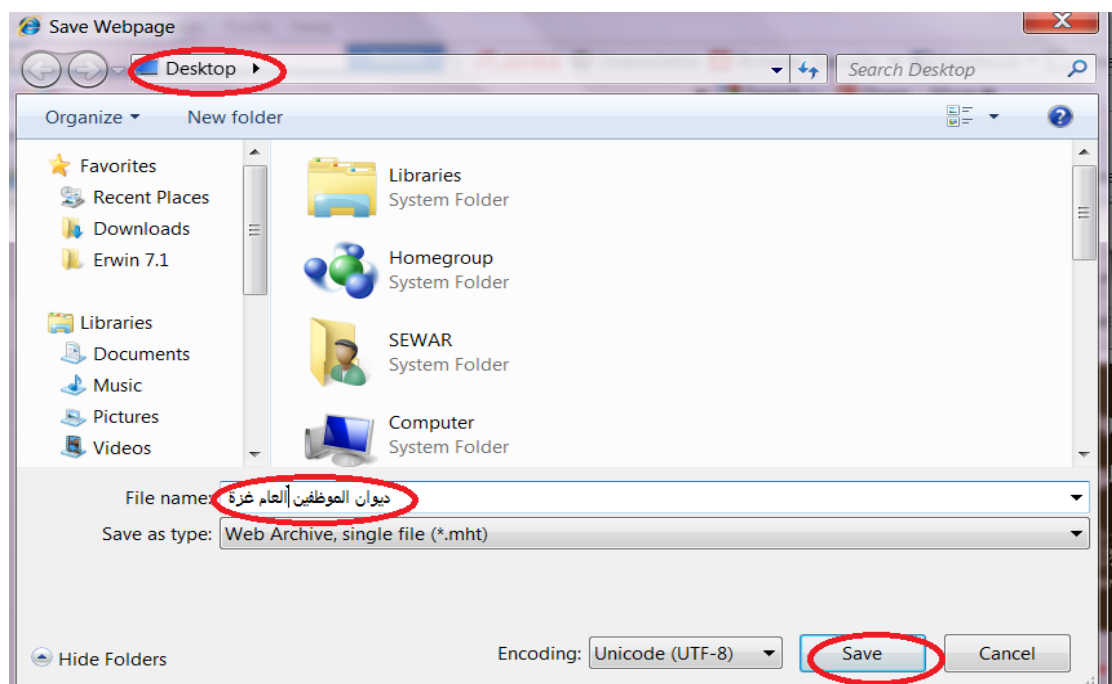 Save Webpage
Desktop
Search Desktop
Organize
New folder
Favorites
Recent Places
Downloads
Erwin 7.1
Libraries
Documents
Music
Pictures
Videos
Libraries
System Folder
Homegroup
System Folder
SEWAR
System Folder
Computer
System Folder
File name: ديوان الموظفين العام غزة
Save as type: Web Archive, single file (*.mht)
Hide Folders
Encoding: Unicode (UTF-8)
Save
Cancel